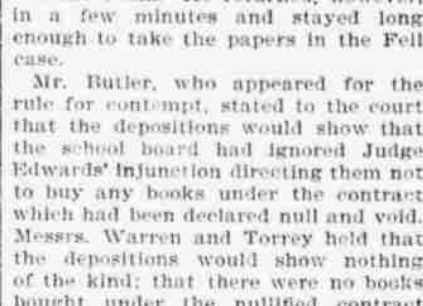 in a few minutes and stayed long
enough to take the papers in the Fell
case.
Mr. Butler, who appeared for the
rule for contempt, stated to the court
that the depositions would show that
the school board had ignored Judge
Edwards' injunction directing them not
to buy any books under the contract
which had been declared null and void.
Messrs. Warren and Torrey held that
the depositions would show nothing
of the kind; that there were no books
bought under the nullified contract